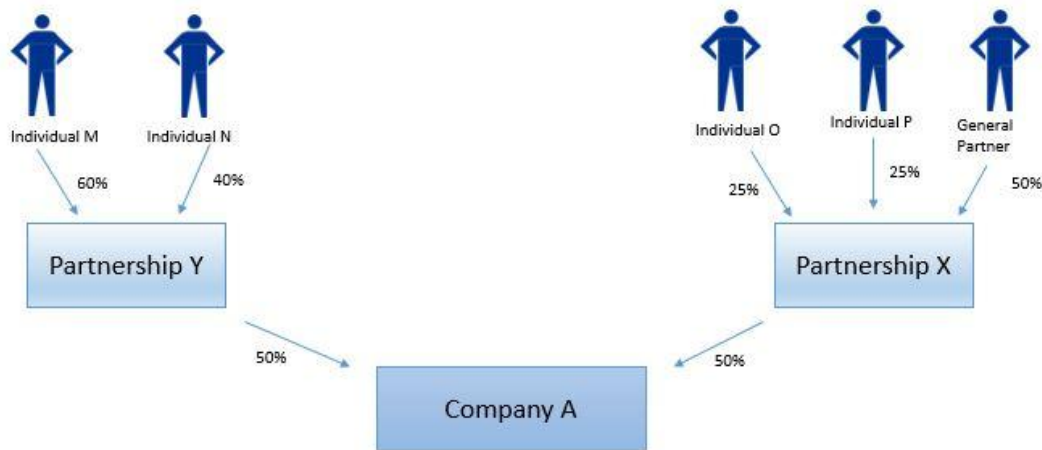 Individual M
Individual N
Individual O
Individual P
General
Partner
60%
40%
25%
25%
50%
Partnership Y
Partnership X
50%
50%
Company A